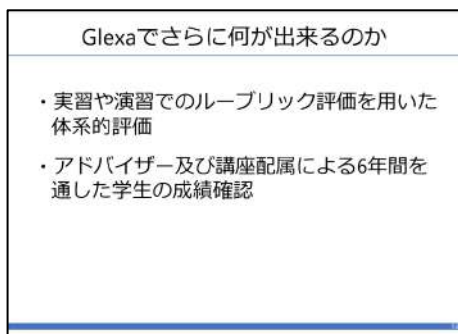 Glexaでさらに何が出来るのか
・実習や演習でのルーブリック評価を用いた
体系的評価
・アドバイザー及び講座配属による6年間を
通した学生の成績確認